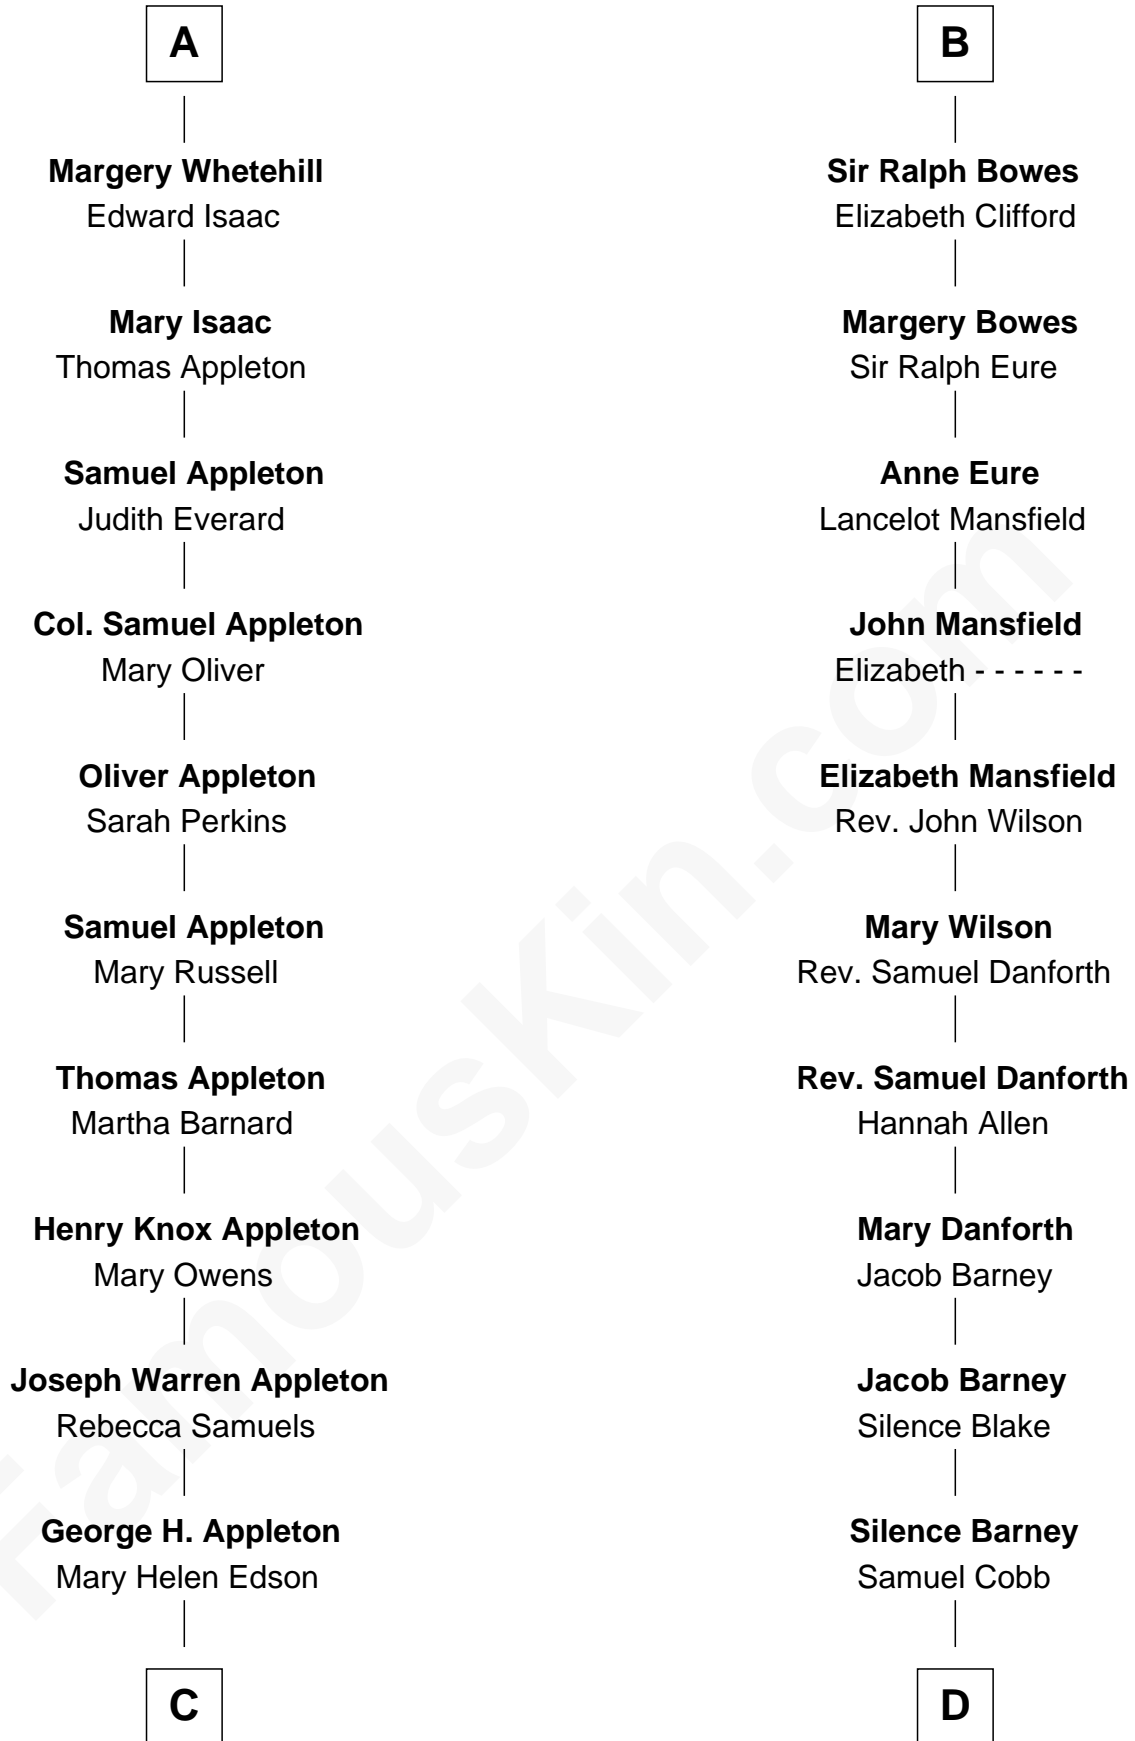 A
Margery Whetehill
Edward Isaac
Mary Isaac
Thomas Appleton
Samuel Appleton
Judith Everard
Col. Samuel Appleton
Mary Oliver
Oliver Appleton
Sarah Perkins
Samuel Appleton
Mary Russell
Thomas Appleton
Martha Barnard
Henry Knox Appleton
Mary Owens
Joseph Warren Appleton
Rebecca Samuels
George H. Appleton
Mary Helen Edson
C
B
Sir Ralph Bowes
Elizabeth Clifford
Margery Bowes
Sir Ralph Eure
Anne Eure
Lancelot Mansfield
John Mansfield
Elizabeth - - - - - -
Elizabeth Mansfield
Rev. John Wilson
Mary Wilson
Rev. Samuel Danforth
Rev. Samuel Danforth
Hannah Allen
Mary Danforth
Jacob Barney
Jacob Barney
Silence Blake
Silence Barney
Samuel Cobb
D
FamousKin.com